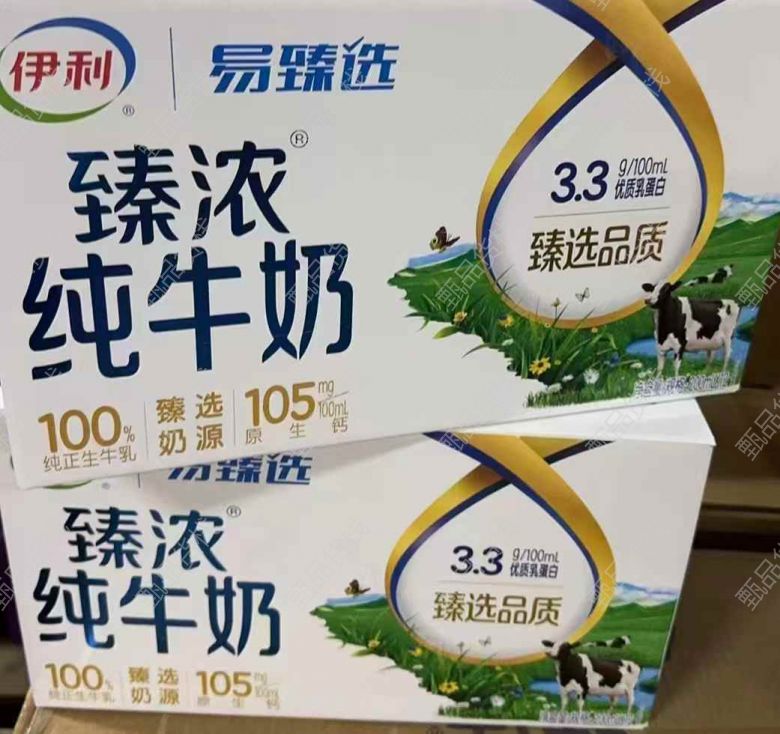 伊利
®
易臻选
臻浓®
纯牛奶
3.3 g/100mL
优质乳蛋白
臻选品质
100%
纯正生牛乳
臻选
奶源
105mg/100mL
原生钙
易臻选
臻浓®
纯牛奶
3.3 g/100mL
优质乳蛋白
臻选品质
100%
纯正生牛乳
臻选
奶源
105mg/100mL
原生钙